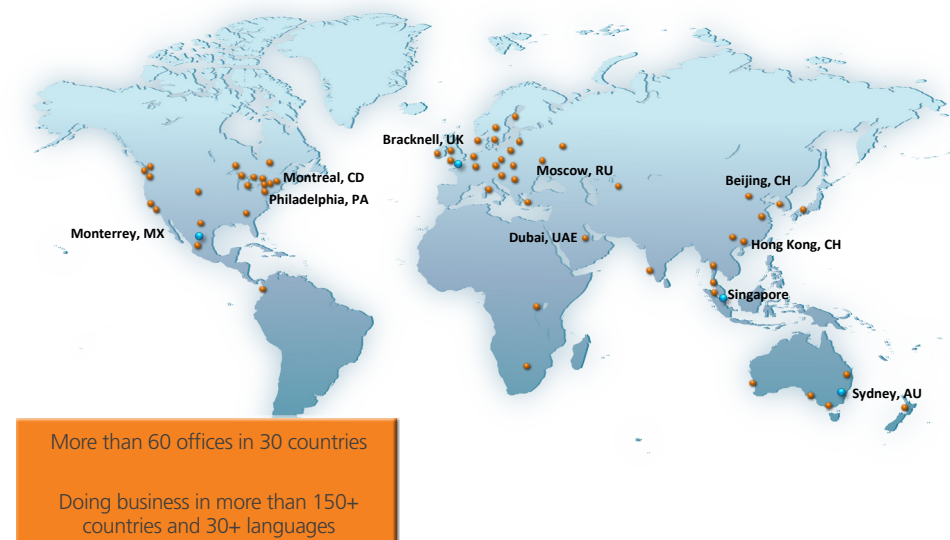 Bracknell, UK
Moscow, RU
Montreal, CD
Beijing, CH
Philadelphia, PA
Monterrey, MX
Dubai, UAE
Hong Kong, CH
Singapore
Sydney, AU
More than 60 offices in 30 countries
Doing business in more than 150+
countries and 30+ languages